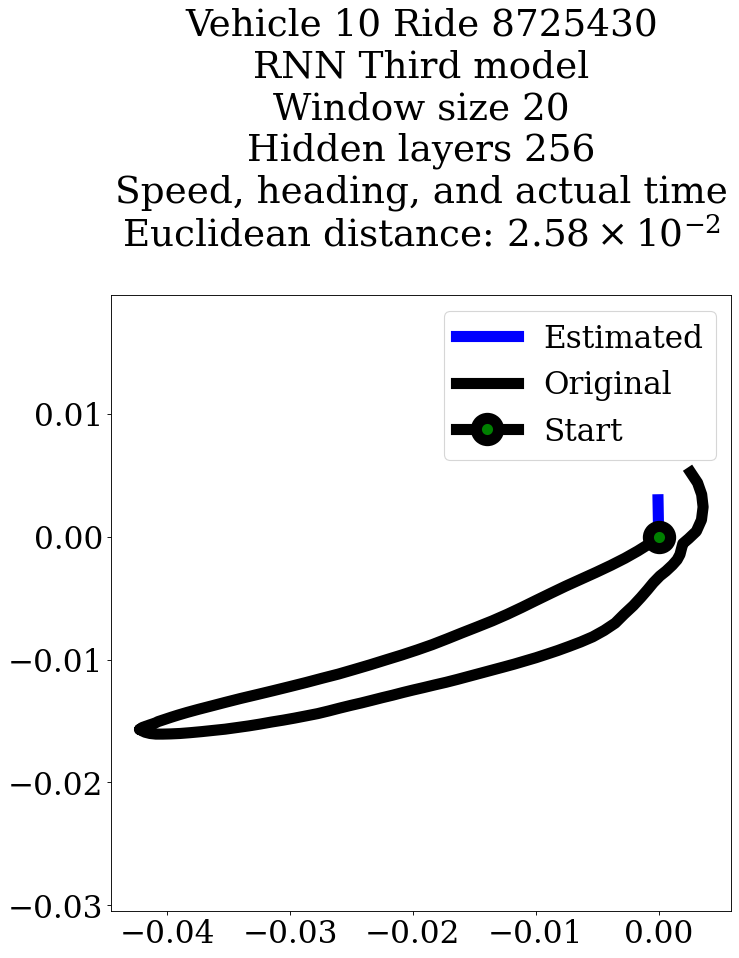 Vehicle 10 Ride 8725430
RNN Third model
Window size 20
Hidden layers 256
Speed, heading, and actual time
Euclidean distance: 2.58 × 10⁻²
Estimated
Original
Start
0.01
0.00
−0.01
−0.02
−0.03
−0.04 −0.03 −0.02 −0.01 0.00